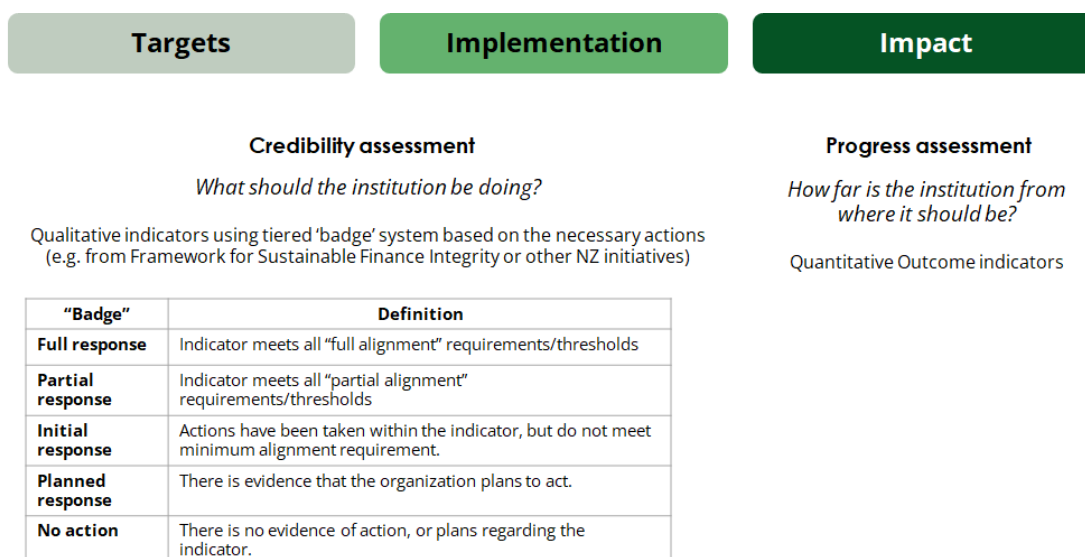 Targets
Implementation
Impact
Credibility assessment
What should the institution be doing?
Qualitative indicators using tiered ‘badge’ system based on the necessary actions
(e.g. from Framework for Sustainable Finance Integrity or other NZ initiatives)
Progress assessment
How far is the institution from
where it should be?
Quantitative Outcome indicators
“Badge”
Definition
Full response
Indicator meets all “full alignment” requirements/thresholds
Partial
response
Indicator meets all “partial alignment”
requirements/thresholds
Initial
response
Actions have been taken within the indicator, but do not meet
minimum alignment requirement.
Planned
response
There is evidence that the organization plans to act.
No action
There is no evidence of action, or plans regarding the
indicator.